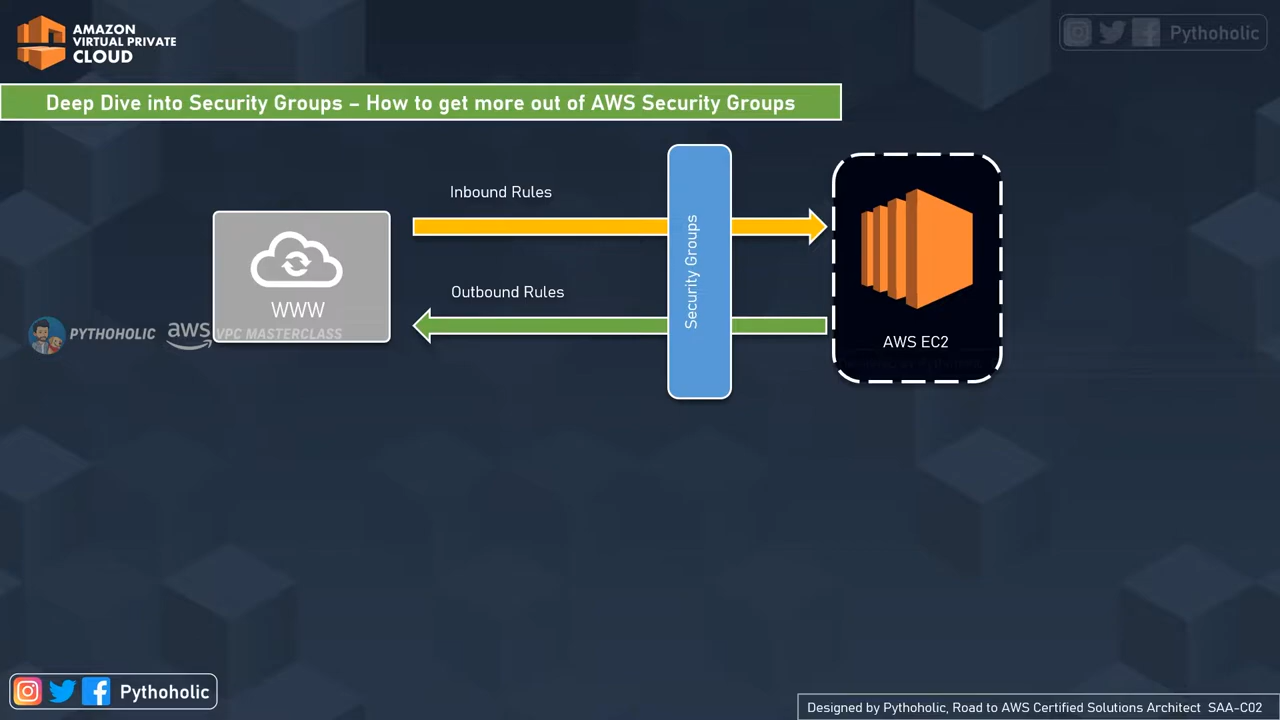 AMAZON
VIRTUAL PRIVATE
CLOUD
Pythoholic
Deep Dive into Security Groups – How to get more out of AWS Security Groups
Inbound Rules
Security Groups
Outbound Rules
WWW
AWS EC2
PYTHOHOLIC aws VPC MASTERCLASS
Pythoholic
Designed by Pythoholic, Road to AWS Certified Solutions Architect SAA-C02